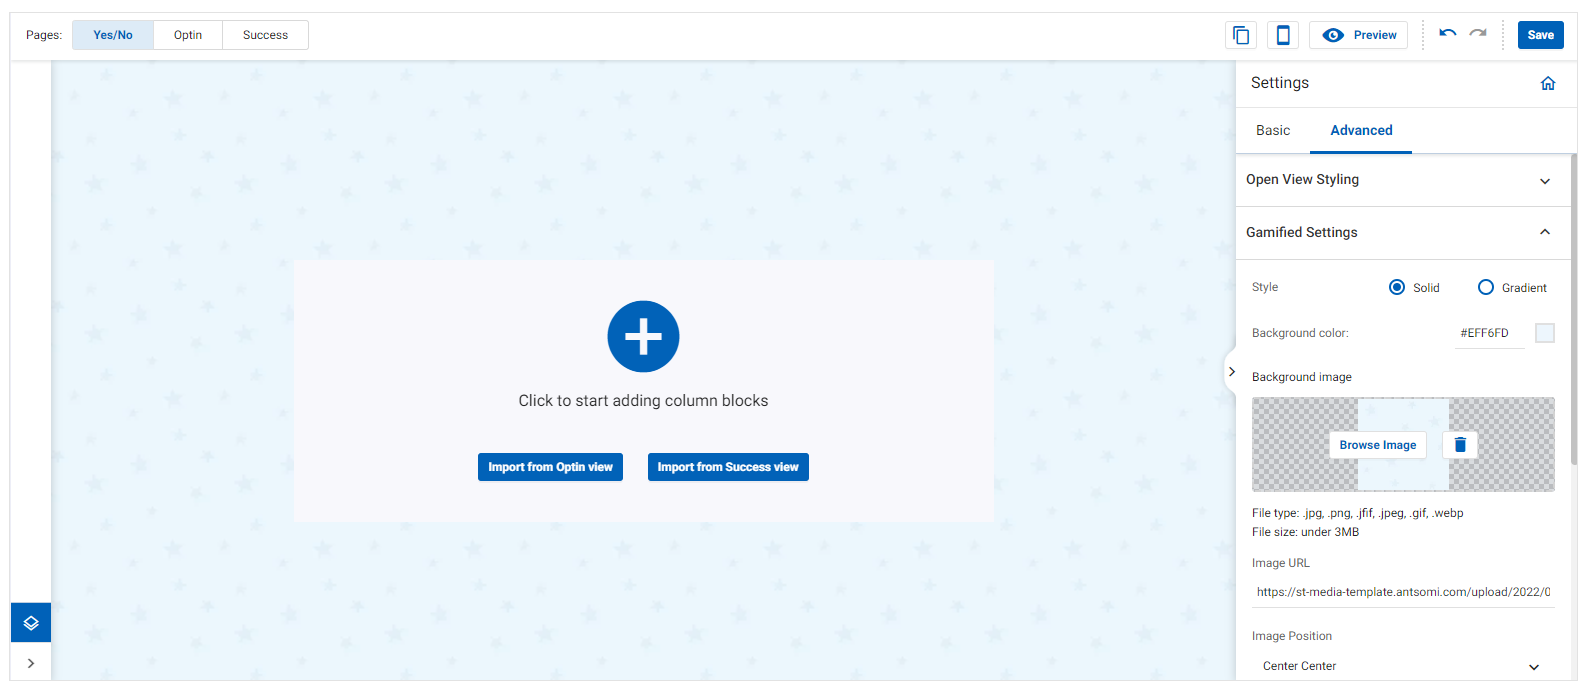 Pages: Yes/No Optin Success Preview Save
Settings
Basic Advanced
Open View Styling
Gamified Settings
Style Solid Gradient
Background color: #EFF6FD
Background image
Browse Image
File type: .jpg, .png, .jfif, .jpeg, .gif, .webp
File size: under 3MB
Image URL
https://st-media-template.antsomi.com/upload/2022/0
Image Position
Center Center
Click to start adding column blocks
Import from Optin view Import from Success view